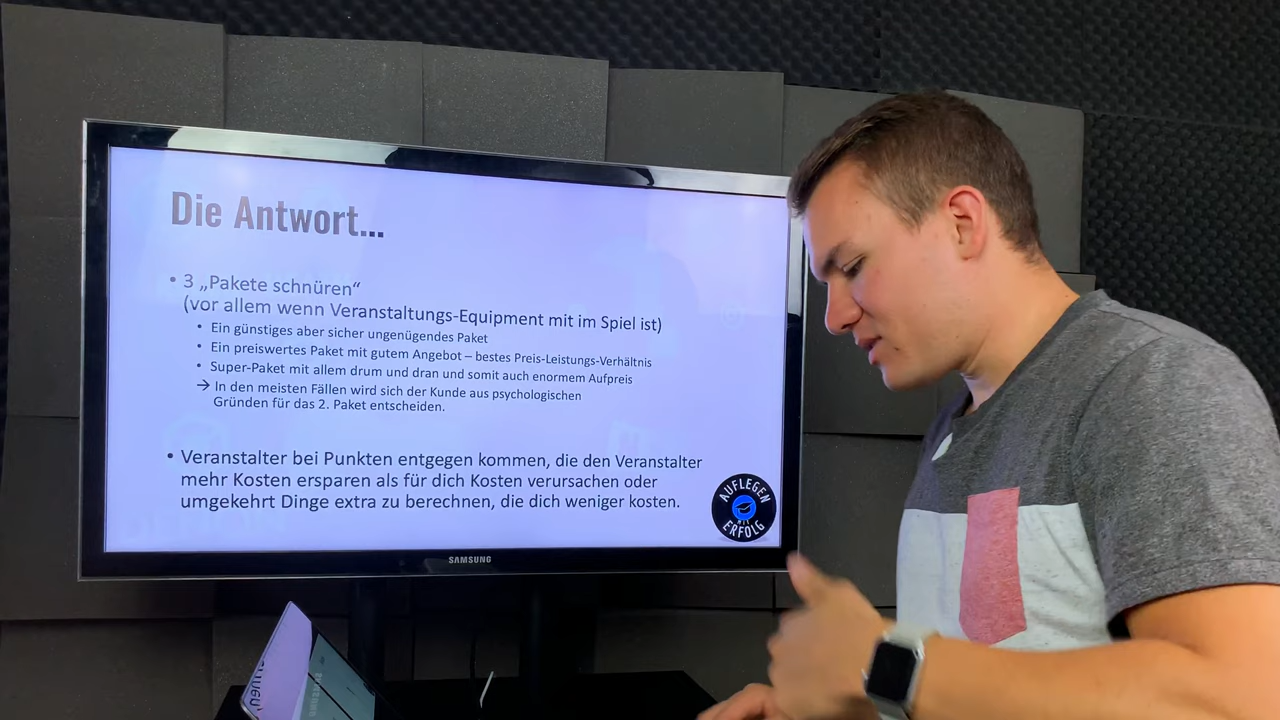 Die Antwort...
• 3 „Pakete schnüren“
(vor allem wenn Veranstaltungs-Equipment mit im Spiel ist)
• Ein günstiges aber sicher ungenügendes Paket
• Ein preiswertes Paket mit gutem Angebot – bestes Preis-Leistungs-Verhältnis
• Super-Paket mit allem drum und dran und somit auch enormem Aufpreis
→ In den meisten Fällen wird sich der Kunde aus psychologischen
Gründen für das 2. Paket entscheiden.
• Veranstalter bei Punkten entgegen kommen, die den Veranstalter
mehr Kosten ersparen als für dich Kosten verursachen oder
umgekehrt Dinge extra zu berechnen, die dich weniger kosten.
AUFLEGEN
MIT
ERFOLG
SAMSUNG